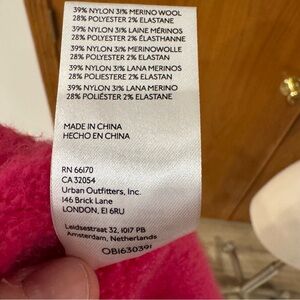 39% NYLON 31% MERINO WOOL
28% POLYESTER 2% ELASTANE
39% NYLON 31% LAINE MÉRINOS
28% POLYESTER 2% ÉLASTHANNE
39% NYLON 31% MERINOWOLLE
28% POLYESTER 2% ELASTAN
39% NYLON 31% LANA MERINOS
28% POLIESTERE 2% ELASTAN
39% NYLON 31% LANA MERINO
28% POLIÉSTER 2% ELASTANE
MADE IN CHINA
HECHO EN CHINA
RN 66170
CA 32054
Urban Outfitters, Inc.
146 Brick Lane
LONDON, E1 6RU
Leidsestraat 32, 1017 PB
Amsterdam, Netherlands
OB1630391